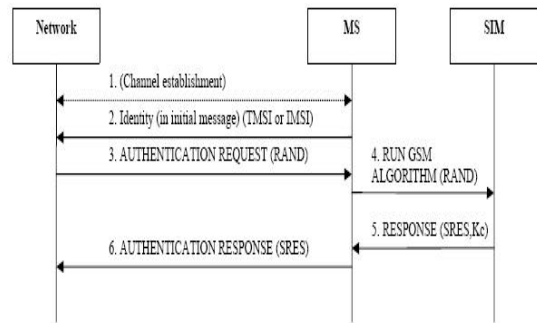 Network
MS
SIM
1. (Channel establishment)
2. Identity (in initial message) (TMSI or IMSI)
3. AUTHENTICATION REQUEST (RAND)
4. RUN GSM
ALGORITHM (RAND)
5. RESPONSE (SRES,Kc)
6. AUTHENTICATION RESPONSE (SRES)